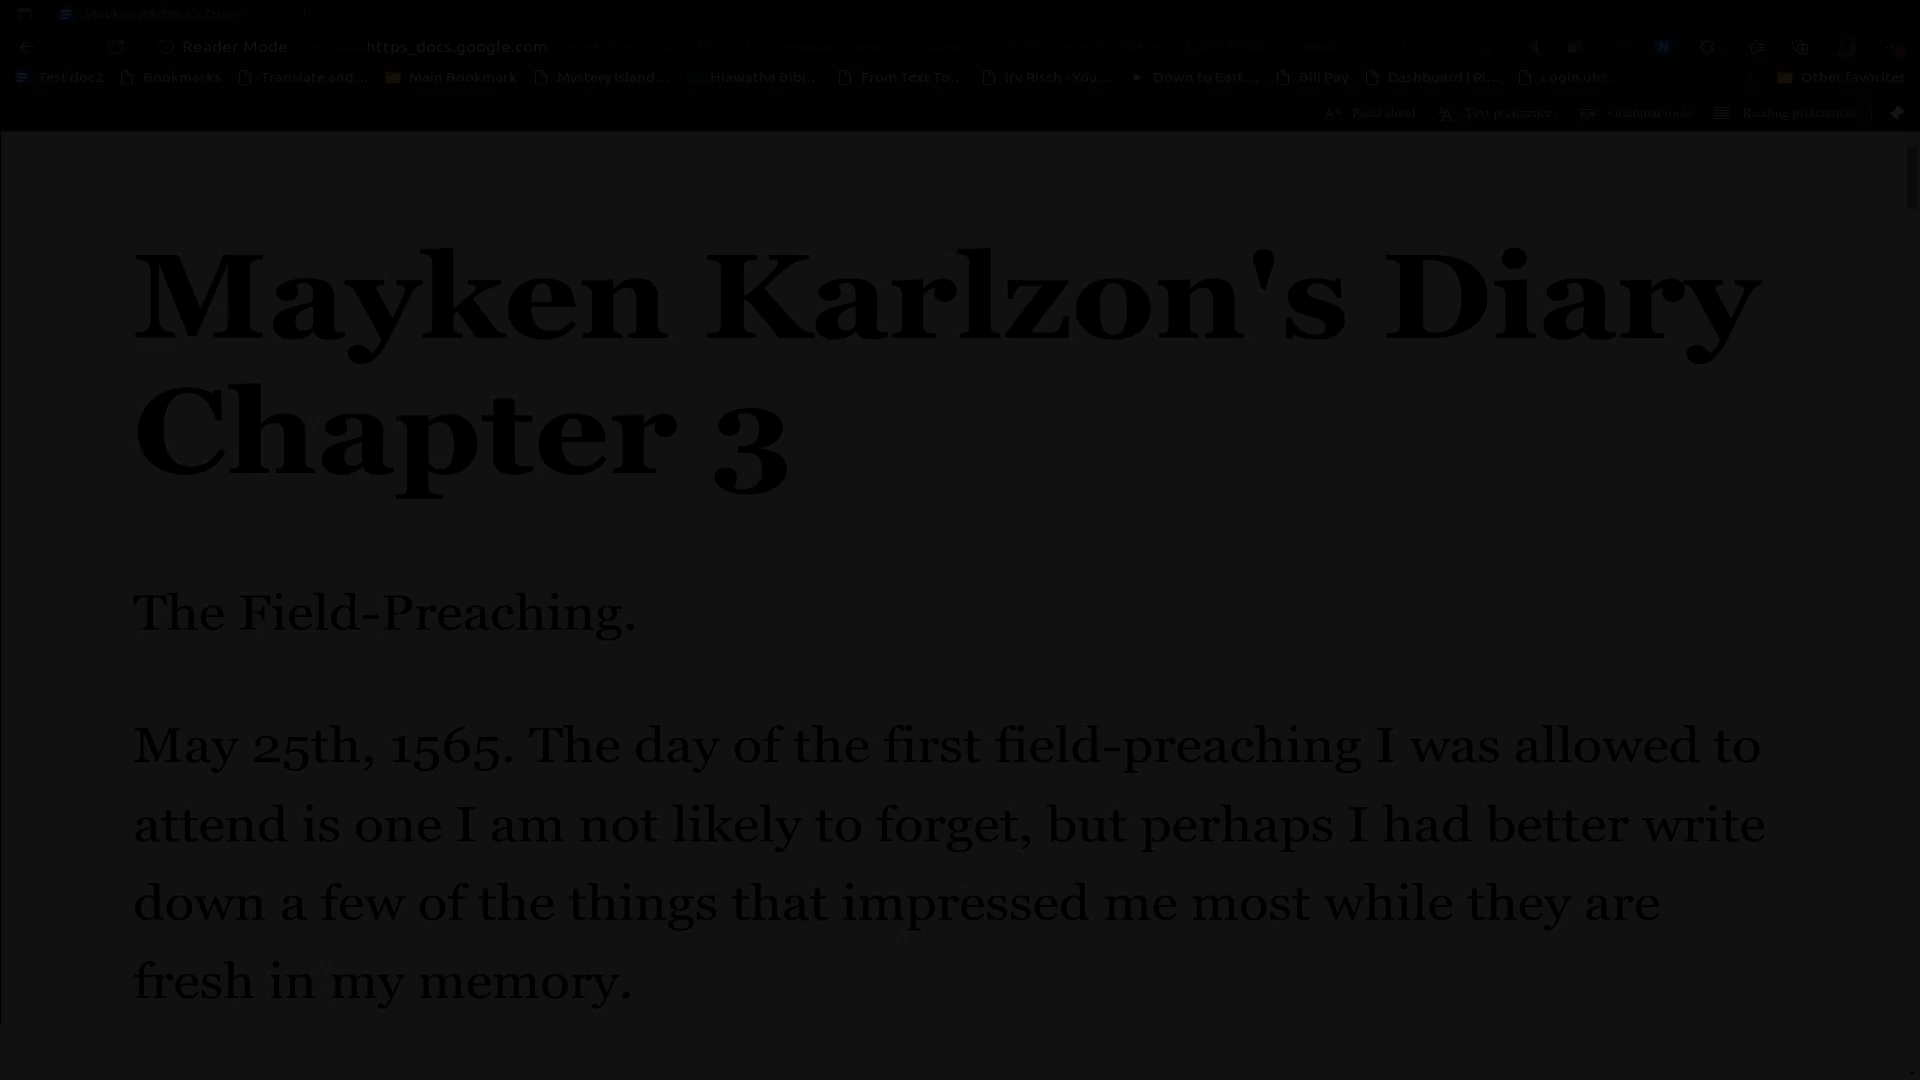 Mayken Karlzon's Diary
Reader Mode
https_docs.google.com
Test doc2
Bookmarks
Translate and...
Main Bookmark
Mystery Island...
Hiawatha Bibl...
From Text To...
Irv Risch - You...
Down to Eart...
Bill Pay
Dashboard | Ri...
Other favorites
Read aloud
Text preferences
Grammar tools
Reading preferences
Mayken Karlzon's Diary
Chapter 3
The Field-Preaching.
May 25th, 1565. The day of the first field-preaching I was allowed to
attend is one I am not likely to forget, but perhaps I had better write
down a few of the things that impressed me most while they are
fresh in my memory.